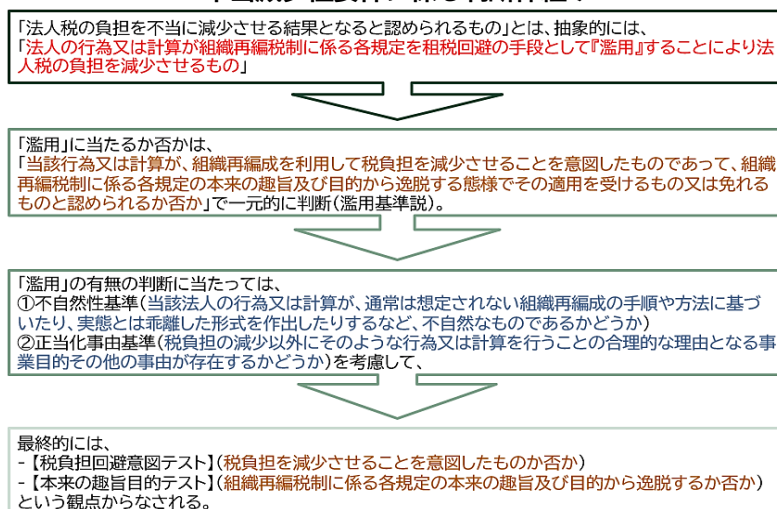 「法人税の負担を不当に減少させる結果となると認められるもの」とは、抽象的には、
「法人の行為又は計算が組織再編税制に係る各規定を租税回避の手段として『濫用』することにより法
人税の負担を減少させるもの」
「濫用」に当たるか否かは、
「当該行為又は計算が、組織再編成を利用して税負担を減少させることを意図したものであって、組織
再編税制に係る各規定の本来の趣旨及び目的から逸脱する態様でその適用を受けるもの又は免れる
ものと認められるか否か」で一元的に判断(濫用基準説)。
「濫用」の有無の判断に当たっては、
①不自然性基準(当該法人の行為又は計算が、通常は想定されない組織再編成の手順や方法に基づ
いたり、実態とは乖離した形式を作出したりするなど、不自然なものであるかどうか)
②正当化事由基準(税負担の減少以外にそのような行為又は計算を行うことの合理的な理由となる事
業目的その他の事由が存在するかどうか)を考慮して、
最終的には、
- 【税負担回避意図テスト】(税負担を減少させることを意図したものか否か)
- 【本来の趣旨目的テスト】(組織再編税制に係る各規定の本来の趣旨及び目的から逸脱するか否か)
という観点からなされる。